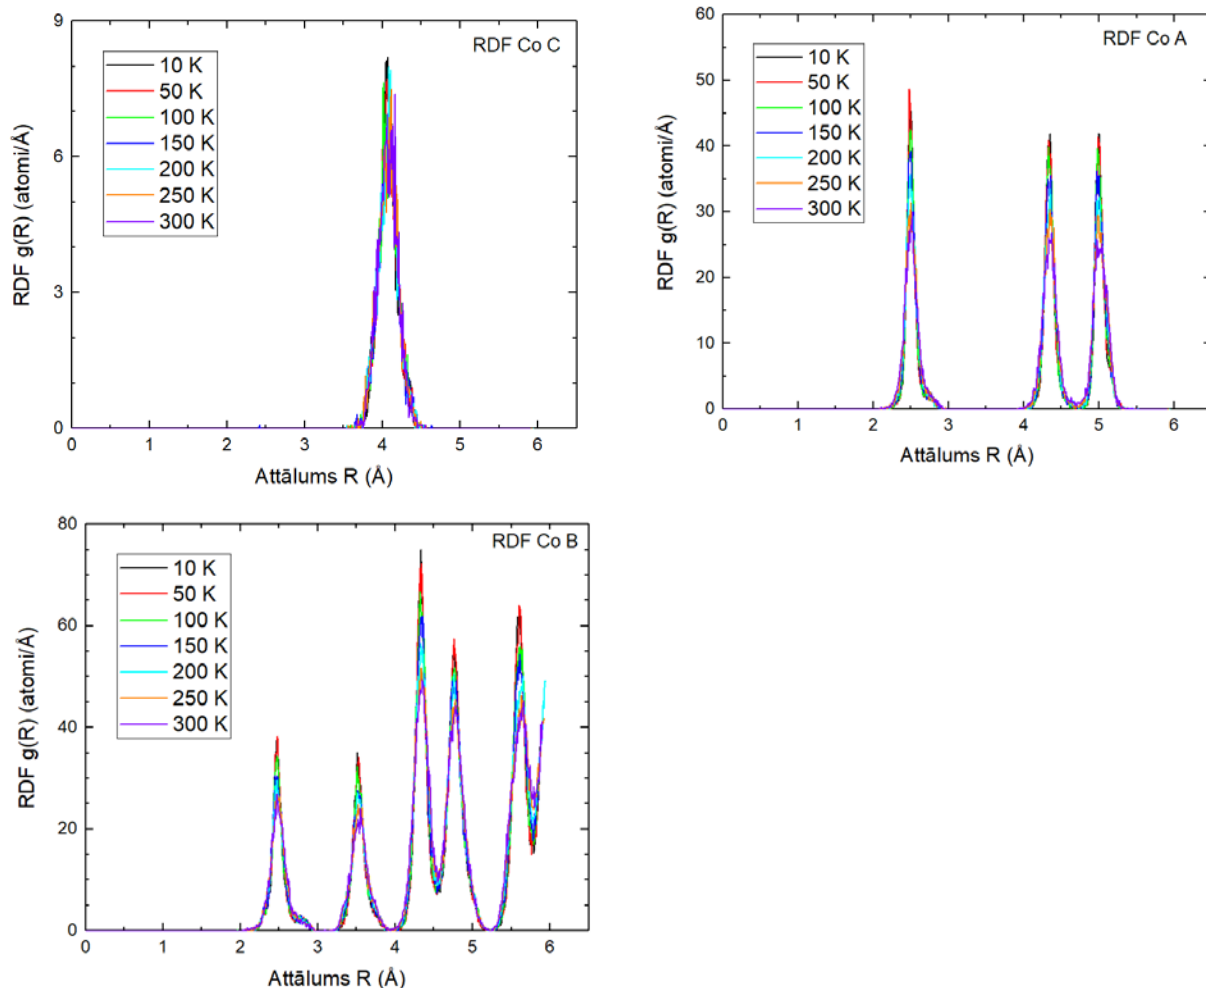 RDF Co C
10 K
50 K
100 K
150 K
200 K
250 K
300 K
RDF g(R) (atomi/Å)
9
6
3
0
0 1 2 3 4 5 6
Attālums R (Å)
RDF Co A
10 K
50 K
100 K
150 K
200 K
250 K
300 K
RDF g(R) (atomi/Å)
60
50
40
30
20
10
0
0 1 2 3 4 5 6
Attālums R (Å)
RDF Co B
10 K
50 K
100 K
150 K
200 K
250 K
300 K
RDF g(R) (atomi/Å)
80
60
40
20
0
0 1 2 3 4 5 6
Attālums R (Å)